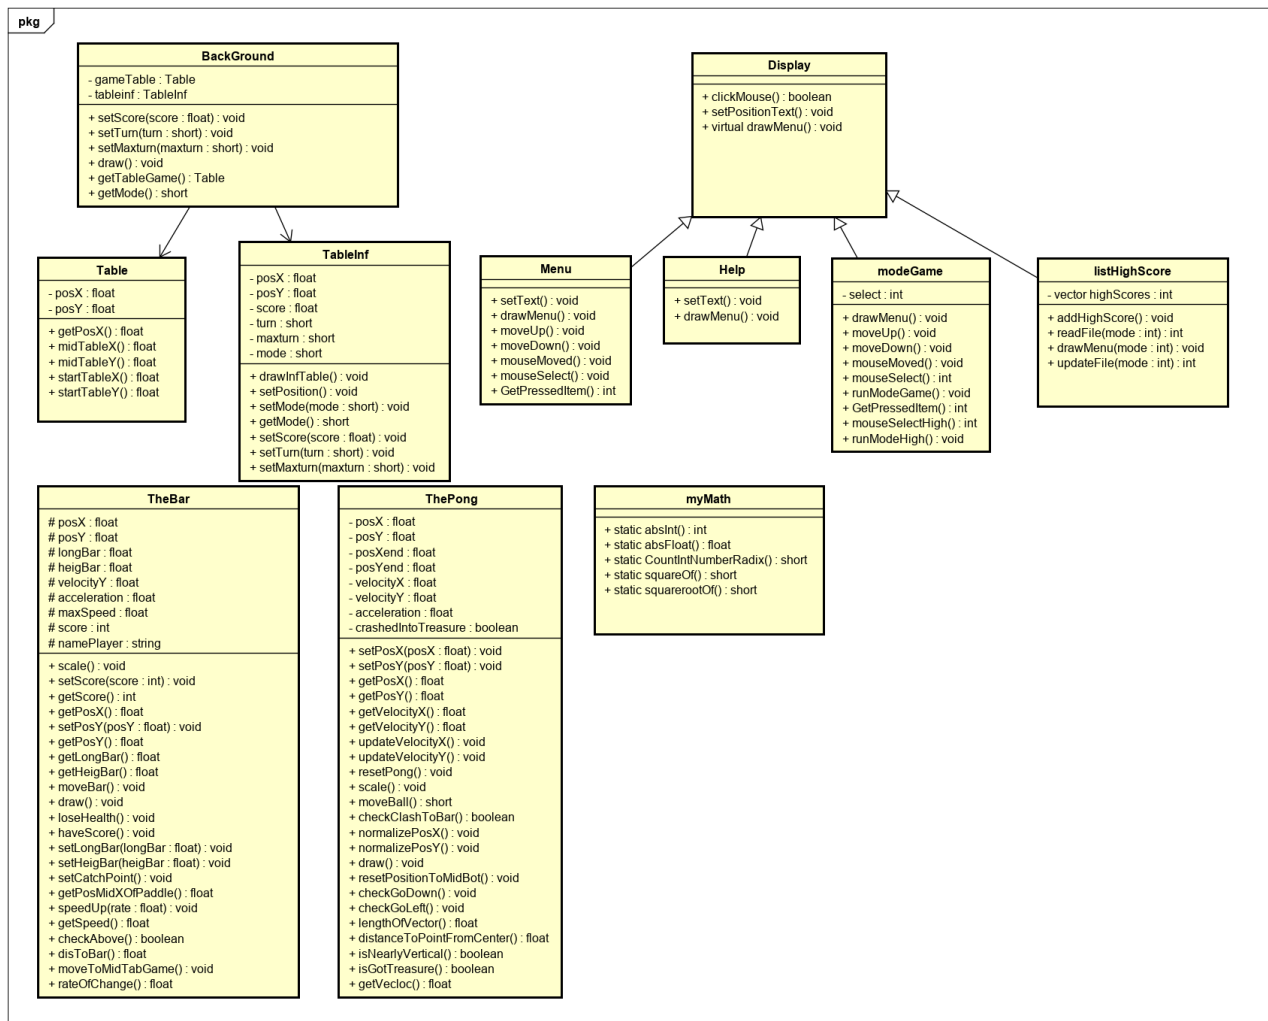 pkg
BackGround
- gameTable : Table
- tableinf : TableInf
+ setScore(score : float) : void
+ setTurn(turn : short) : void
+ setMaxturn(maxturn : short) : void
+ draw() : void
+ getTableGame() : Table
+ getMode() : short
Display
+ clickMouse() : boolean
+ setPositionText() : void
+ virtual drawMenu() : void
Table
- posX : float
- posY : float
+ getPosX() : float
+ midTableX() : float
+ midTableY() : float
+ startTableX() : float
+ startTableY() : float
TableInf
- posX : float
- posY : float
- score : float
- turn : short
- maxturn : short
- mode : short
+ drawInfTable() : void
+ setPosition() : void
+ setMode(mode : short) : void
+ getMode() : short
+ setScore(score : float) : void
+ setTurn(turn : short) : void
+ setMaxturn(maxturn : short) : void
Menu
+ setText() : void
+ drawMenu() : void
+ moveUp() : void
+ moveDown() : void
+ mouseMoved() : void
+ mouseSelect() : void
+ GetPressedItem() : int
Help
+ setText() : void
+ drawMenu() : void
modeGame
- select : int
+ drawMenu() : void
+ moveUp() : void
+ moveDown() : void
+ mouseMoved() : void
+ mouseSelect() : int
+ runModeGame() : void
+ GetPressedItem() : int
+ mouseSelectHigh() : int
+ runModeHigh() : void
listHighScore
- vector highScores : int
+ addHighScore() : void
+ readFile(mode : int) : int
+ drawMenu(mode : int) : void
+ updateFile(mode : int) : int
TheBar
# posX : float
# posY : float
# longBar : float
# heigBar : float
# velocityY : float
# acceleration : float
# maxSpeed : float
# score : int
# namePlayer : string
+ scale() : void
+ setScore(score : int) : void
+ getScore() : int
+ getPosX() : float
+ setPosY(posY : float) : void
+ getPosY() : float
+ getLongBar() : float
+ getHeigBar() : float
+ moveBar() : void
+ draw() : void
+ loseHealth() : void
+ haveScore() : void
+ setLongBar(longBar : float) : void
+ setHeigBar(heigBar : float) : void
+ setCatchPoint() : void
+ getPosMidXOfPaddle() : float
+ speedUp(rate : float) : void
+ getSpeed() : float
+ checkAbove() : boolean
+ disToBar() : float
+ moveToMidTabGame() : void
+ rateOfChange() : float
ThePong
- posX : float
- posY : float
- posXend : float
- posYend : float
- velocityX : float
- velocityY : float
- acceleration : float
- crashedIntoTreasure : boolean
+ setPosX(posX : float) : void
+ setPosY(posY : float) : void
+ getPosX() : float
+ getPosY() : float
+ getVelocityX() : float
+ getVelocityY() : float
+ updateVelocityX() : void
+ updateVelocityY() : void
+ resetPong() : void
+ scale() : void
+ moveBall() : short
+ checkClashToBar() : boolean
+ normalizePosX() : void
+ normalizePosY() : void
+ draw() : void
+ resetPositionToMidBot() : void
+ checkGoDown() : void
+ checkGoLeft() : void
+ lengthOfVector() : float
+ distanceToPointFromCenter() : float
+ isNearlyVertical() : boolean
+ isGotTreasure() : boolean
+ getVecloc() : float
myMath
+ static absInt() : int
+ static absFloat() : float
+ static CountIntNumberRadix() : short
+ static squareOf() : short
+ static squarerootOf() : short